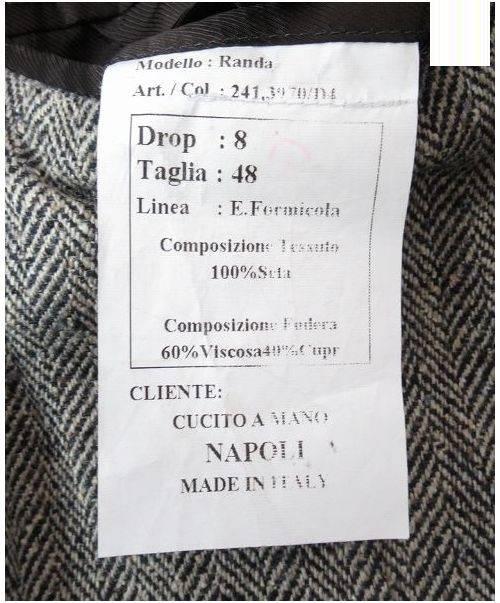 Modello : Randa
Art. / Col : 241,3970/D4
Drop : 8
Taglia : 48
Linea : E.Formicola
Composizione Tessuto
100%Seta
Composizione Fodera
60%Viscosa40%Cupr
CLIENTE:
CUCITO A MANO
NAPOLI
MADE IN ITALY